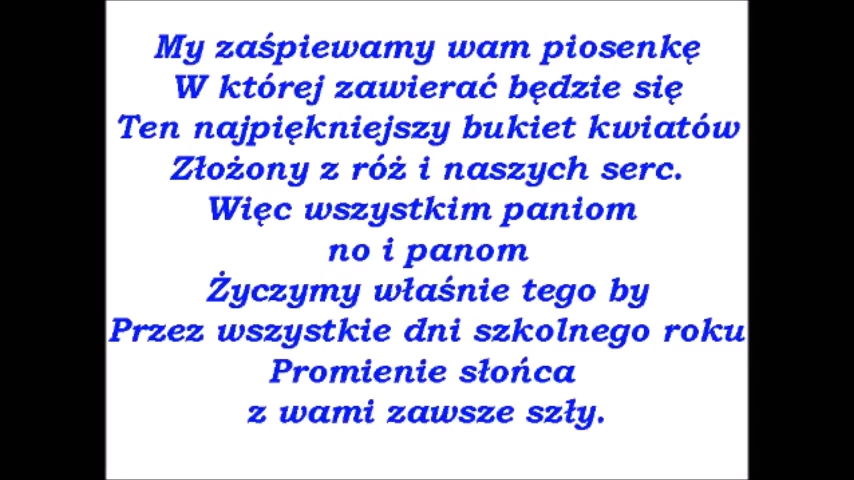 My zaśpiewamy wam piosenkę
W której zawierać będzie się
Ten najpiękniejszy bukiet kwiatów
Złożony z róż i naszych serc.
Więc wszystkim paniom
no i panom
Życzymy właśnie tego by
Przez wszystkie dni szkolnego roku
Promienie słońca
z wami zawsze szły.